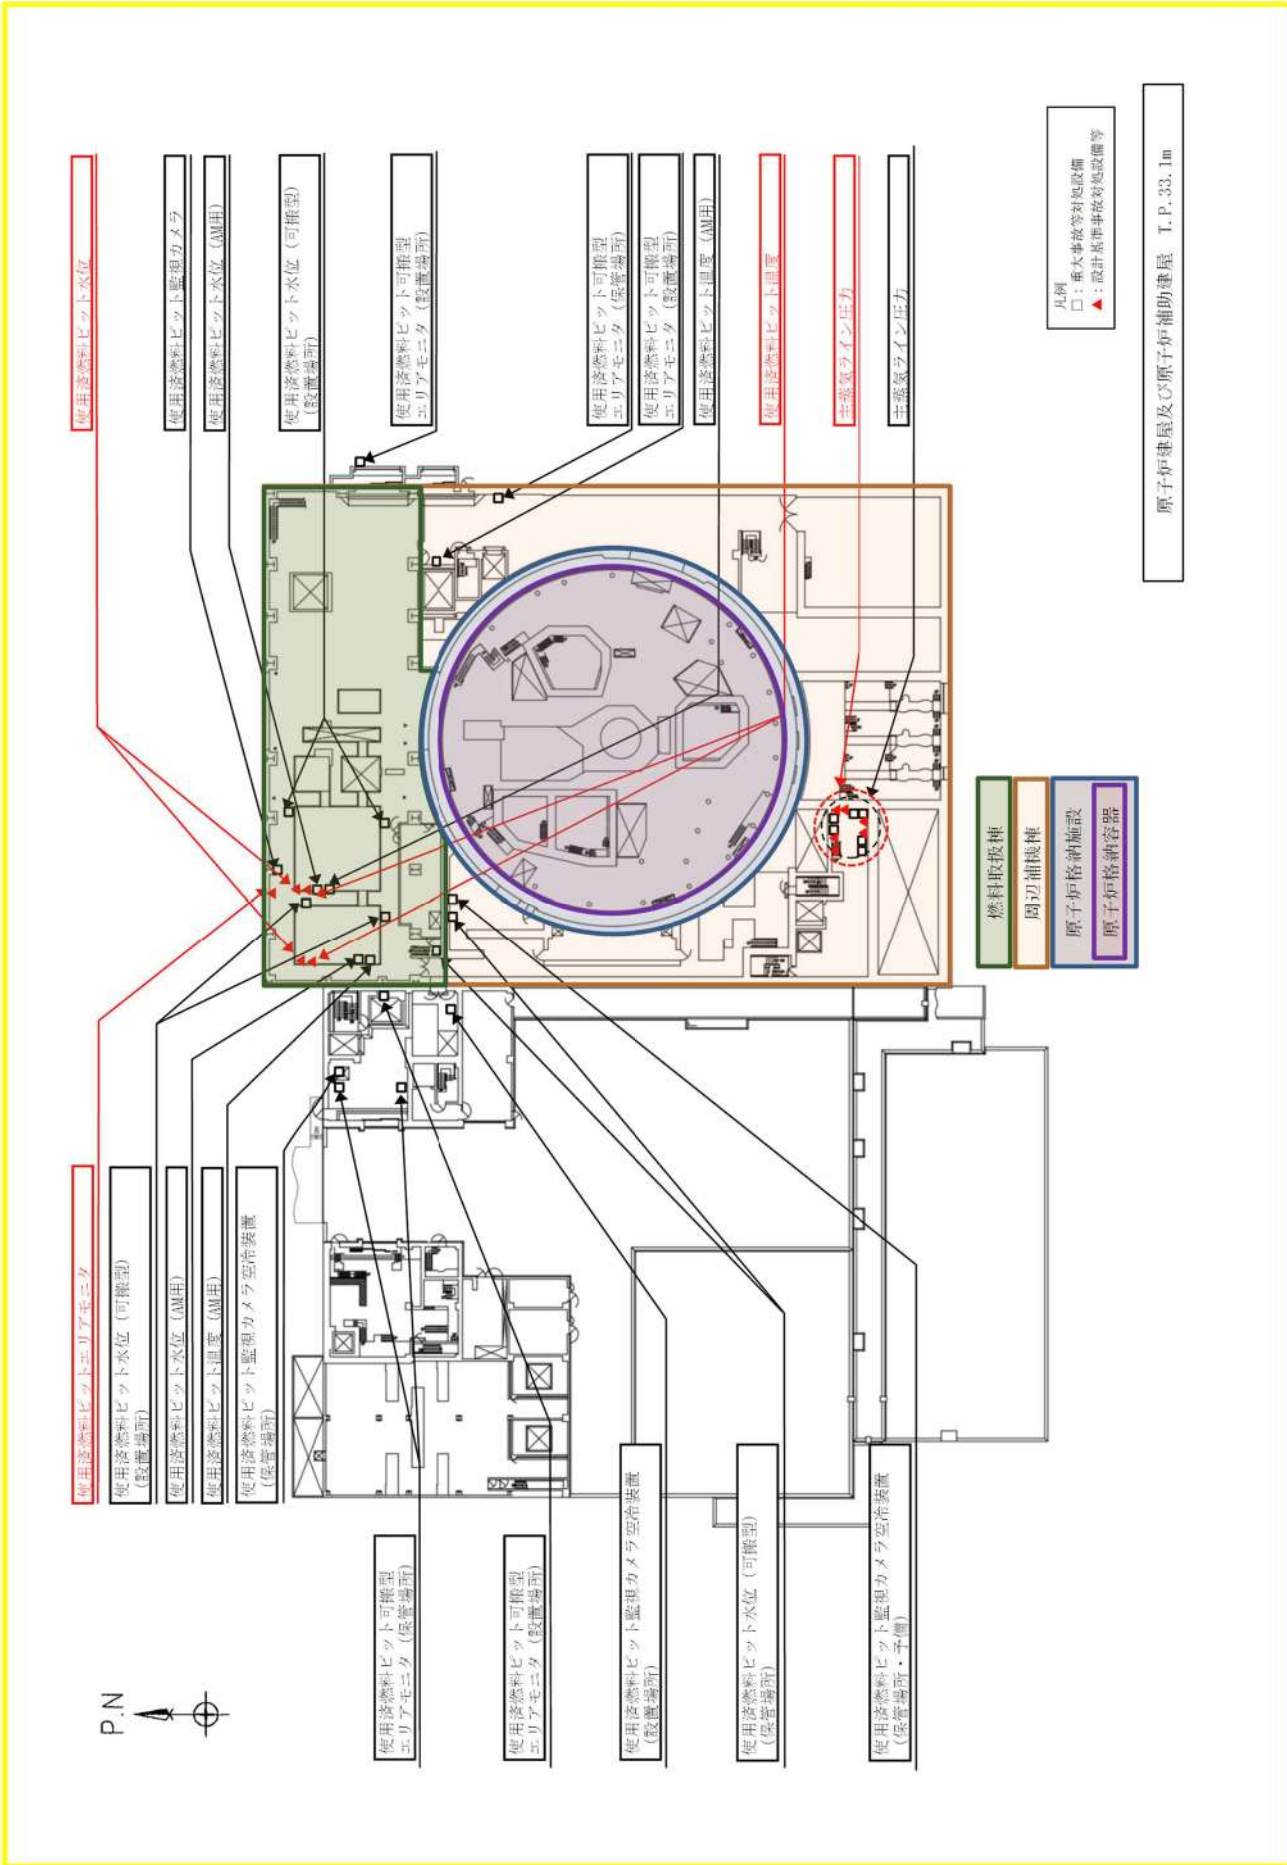 P.N
使用済燃料ピットエリアモニタ
使用済燃料ピット水位（可搬型）
（設置場所）
使用済燃料ピット水位（AM用）
使用済燃料ピット温度（AM用）
使用済燃料ピット監視カメラ空冷装置
（保管場所）
使用済燃料ピット水位
使用済燃料ピット監視カメラ
使用済燃料ピット水位（AM用）
使用済燃料ピット水位（可搬型）
（設置場所）
使用済燃料ピット可搬型
エリアモニタ（設置場所）
使用済燃料ピット可搬型
エリアモニタ（保管場所）
使用済燃料ピット可搬型
エリアモニタ（設置場所）
使用済燃料ピット温度（AM用）
使用済燃料ピット温度
主蒸気ライン圧力
主蒸気ライン圧力
使用済燃料ピット可搬型
エリアモニタ（保管場所）
使用済燃料ピット可搬型
エリアモニタ（設置場所）
使用済燃料ピット監視カメラ空冷装置
（設置場所）
使用済燃料ピット水位（可搬型）
（保管場所）
使用済燃料ピット監視カメラ空冷装置
（保管場所・予備）
燃料取扱棟
周辺補機棟
原子炉格納施設
原子炉格納容器
凡例
□：重大事故等対処設備
▲：設計基準事故対処設備等
原子炉建屋及び原子炉補助建屋 T.P.33.1m